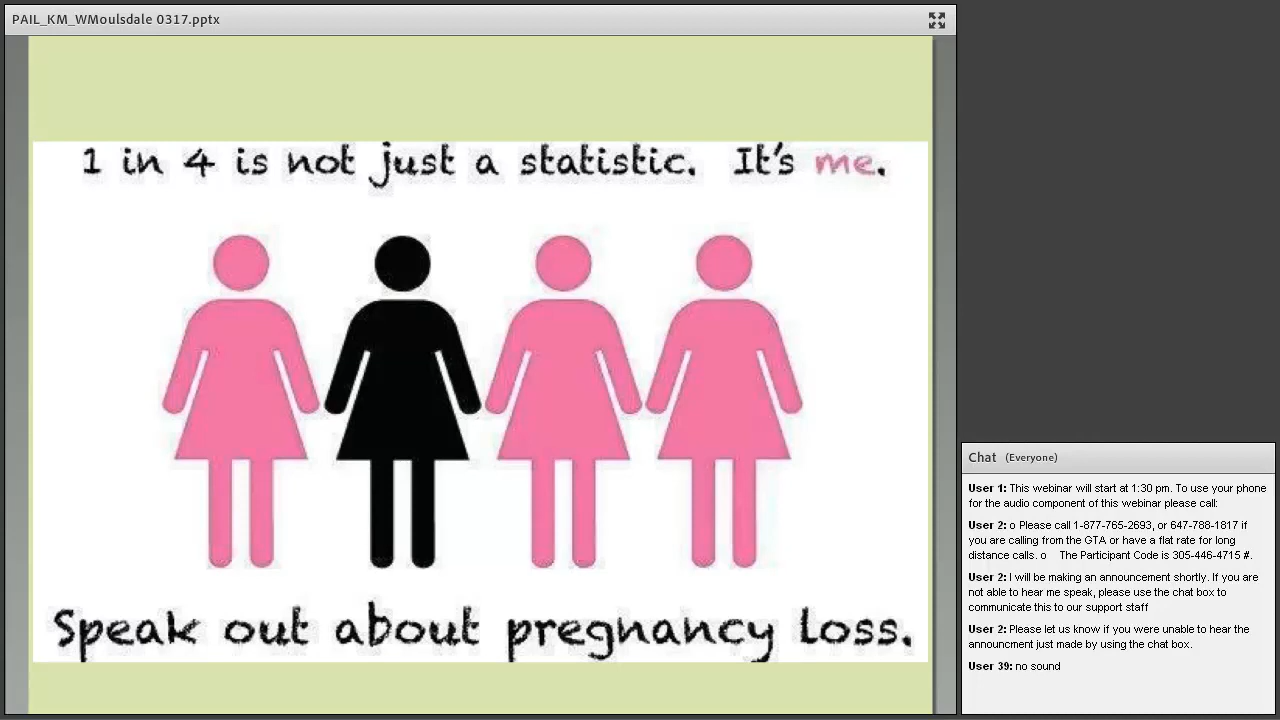 PAIL_KM_WMoulsdale 0317.pptx
1 in 4 is not just a statistic. It's me.
Speak out about pregnancy loss.
Chat (Everyone)
User 1: This webinar will start at 1:30 pm. To use your phone
for the audio component of this webinar please call:
User 2: o Please call 1-877-765-2693, or 647-788-1817 if
you are calling from the GTA or have a flat rate for long
distance calls. o The Participant Code is 305-446-4715 #.
User 2: I will be making an announcement shortly. If you are
not able to hear me speak, please use the chat box to
communicate this to our support staff
User 2: Please let us know if you were unable to hear the
announcment just made by using the chat box..
User 39: no sound